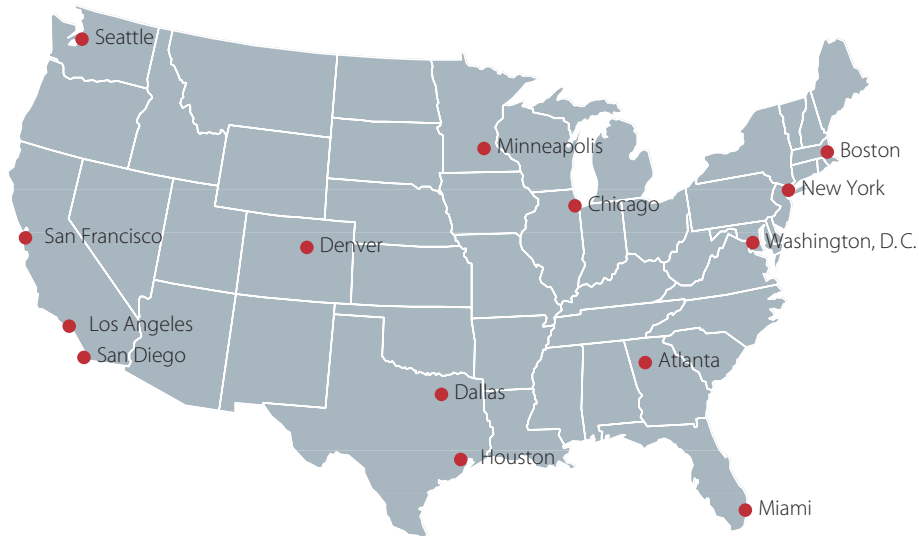 Seattle
Minneapolis
Boston
New York
Chicago
San Francisco
Denver
Washington, D.C.
Los Angeles
San Diego
Atlanta
Dallas
Houston
Miami